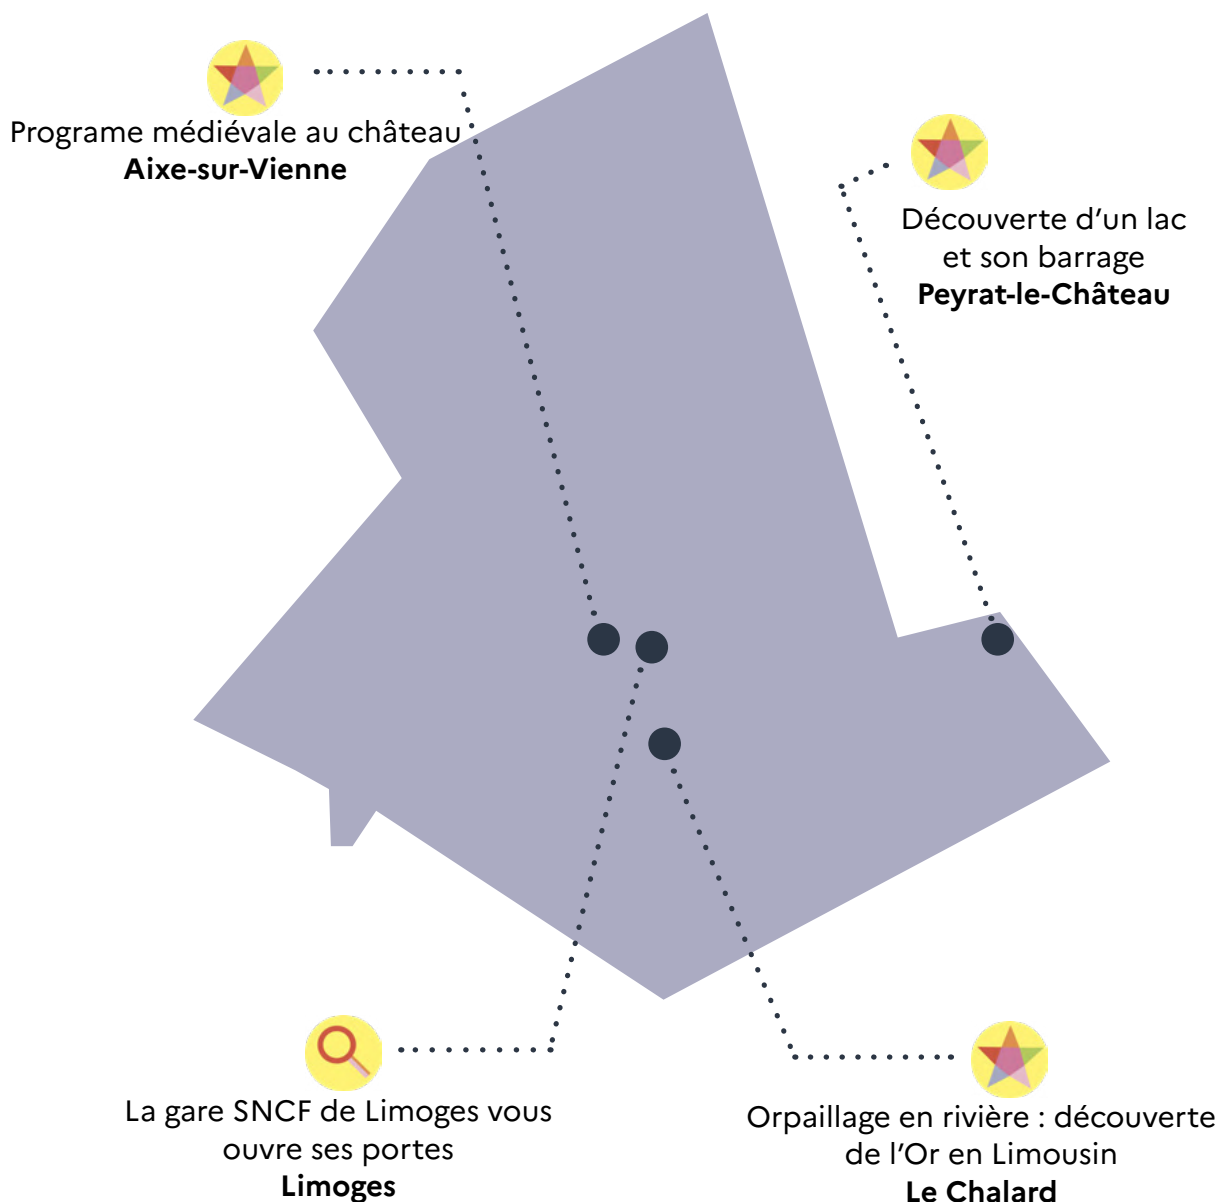 Programe médiévale au château
Aixe-sur-Vienne
Découverte d’un lac
et son barrage
Peyrat-le-Château
La gare SNCF de Limoges vous
ouvre ses portes
Limoges
Orpaillage en rivière : découverte
de l’Or en Limousin
Le Chalard